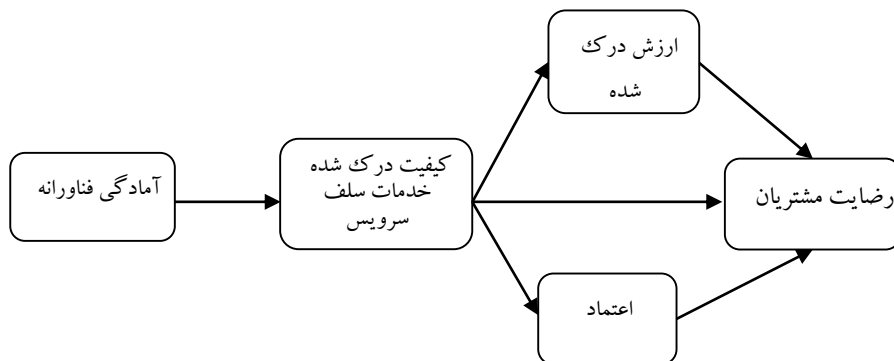 ارزش درک
شده
کیفیت درک شده
خدمات سلف
سرویس
آمادگی فناورانه
رضایت مشتریان
اعتماد